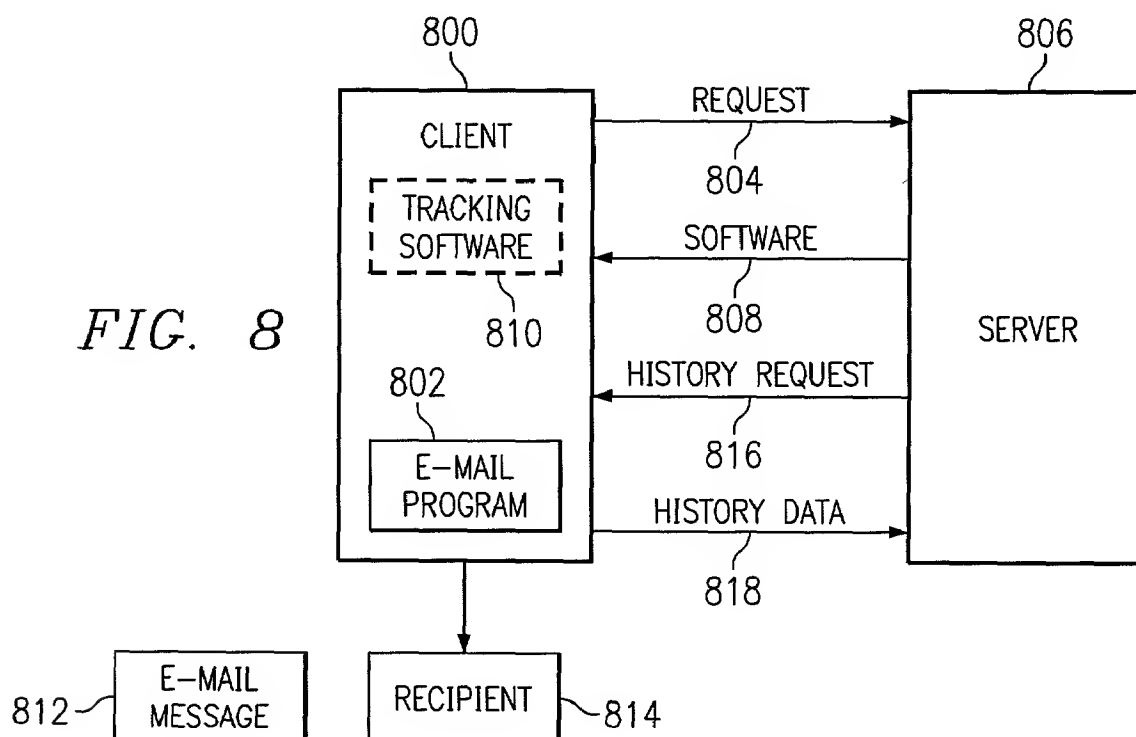 800
806
CLIENT
REQUEST
804
TRACKING
SOFTWARE
810
SOFTWARE
808
SERVER
FIG. 8
HISTORY REQUEST
816
802
E-MAIL
PROGRAM
HISTORY DATA
818
812
E-MAIL
MESSAGE
RECIPIENT
814